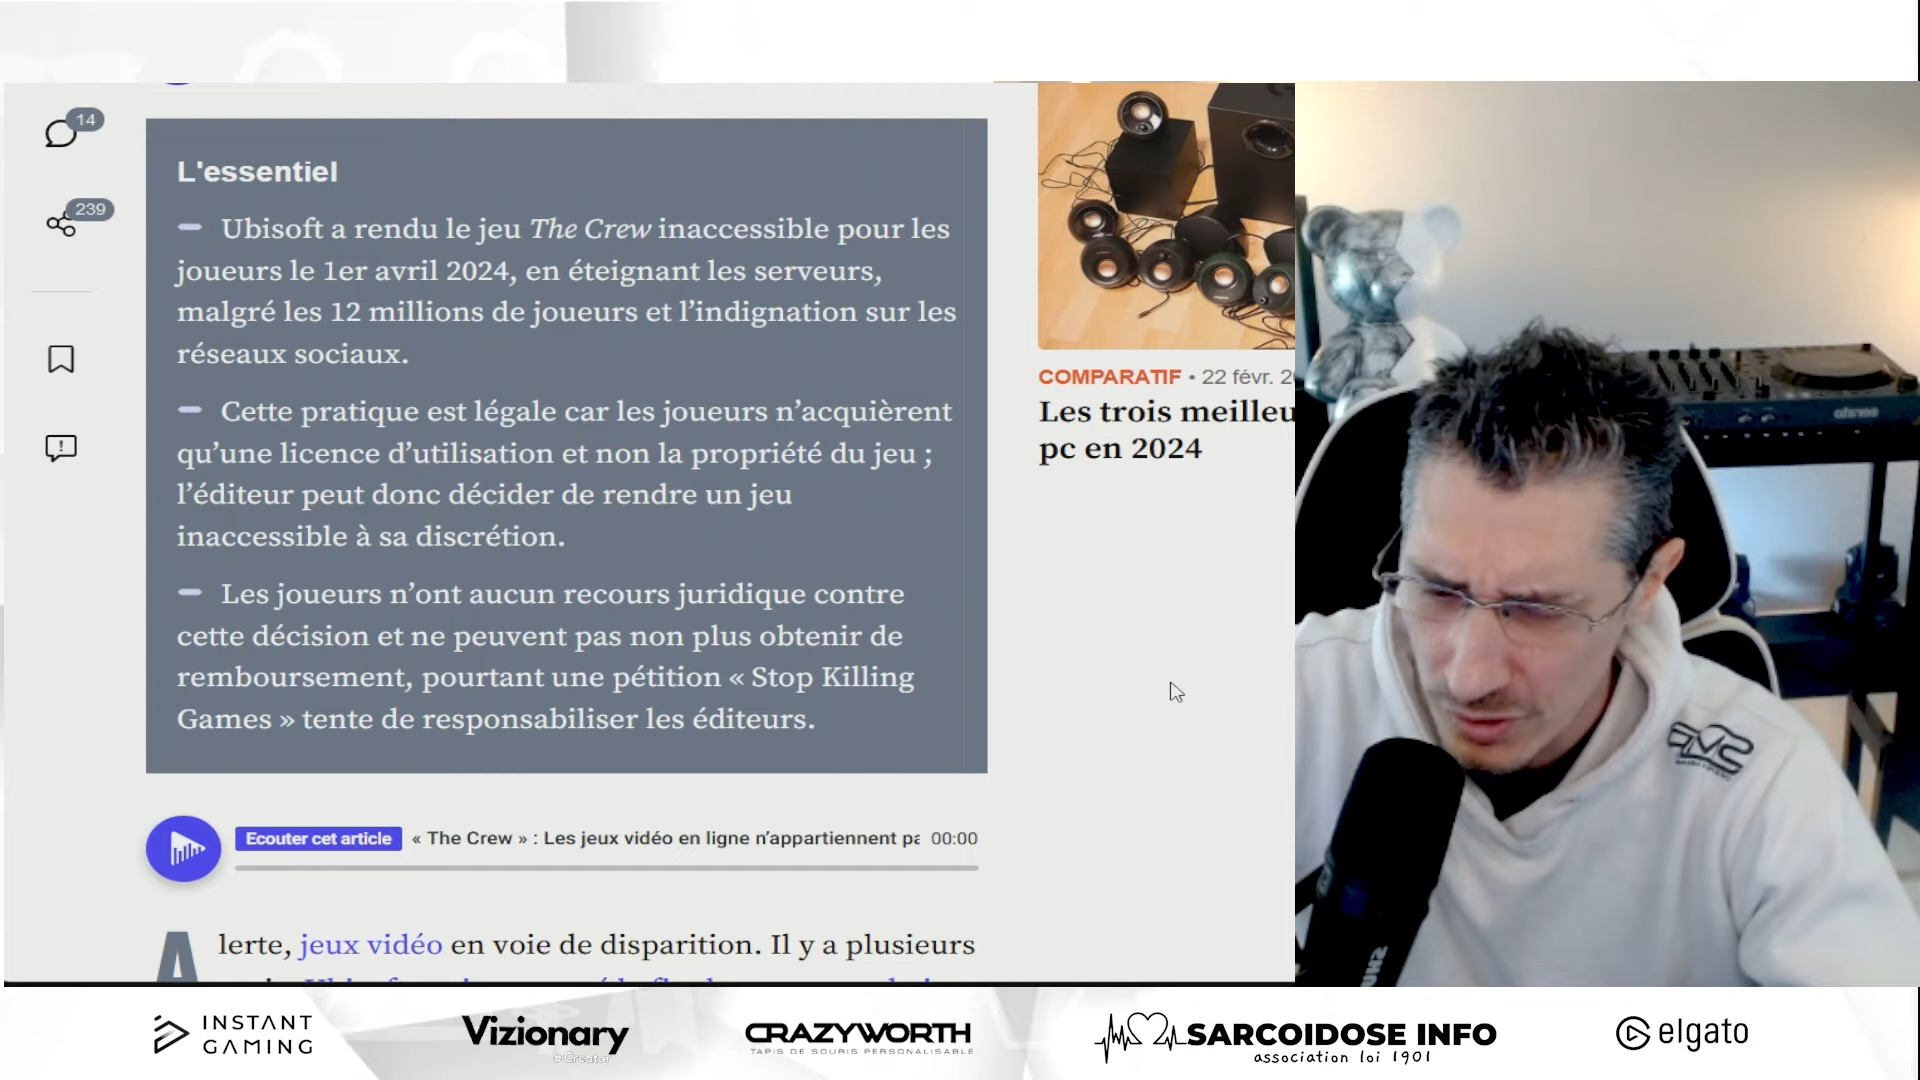 14
239
L'essentiel
Ubisoft a rendu le jeu The Crew inaccessible pour les
joueurs le 1er avril 2024, en éteignant les serveurs,
malgré les 12 millions de joueurs et l’indignation sur les
réseaux sociaux.
Cette pratique est légale car les joueurs n’acquièrent
qu’une licence d’utilisation et non la propriété du jeu ;
l’éditeur peut donc décider de rendre un jeu
inaccessible à sa discrétion.
Les joueurs n’ont aucun recours juridique contre
cette décision et ne peuvent pas non plus obtenir de
remboursement, pourtant une pétition « Stop Killing
Games » tente de responsabiliser les éditeurs.
Ecouter cet article « The Crew » : Les jeux vidéo en ligne n’appartiennent pa 00:00
Alerte, jeux vidéo en voie de disparition. Il y a plusieurs
COMPARATIF • 22 févr. 2
Les trois meilleu
pc en 2024
INSTANT
GAMING
Vizionary
#Creator
CRAZYWORTH
TAPIS DE SOURIS PERSONALISABLE
SARCOIDOSE INFO
association loi 1901
elgato